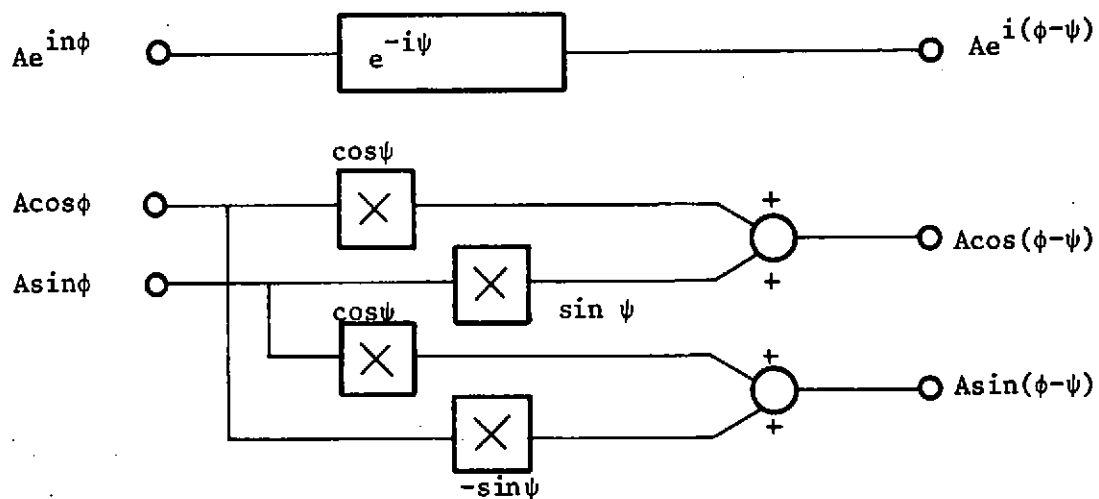 Ae^{inϕ}
e^{-iψ}
Ae^{i(ϕ-ψ)}
cosψ
Acosϕ
+
Acos(ϕ-ψ)
Asinϕ
+
sin ψ
cosψ
+
Asin(ϕ-ψ)
+
-sinψ